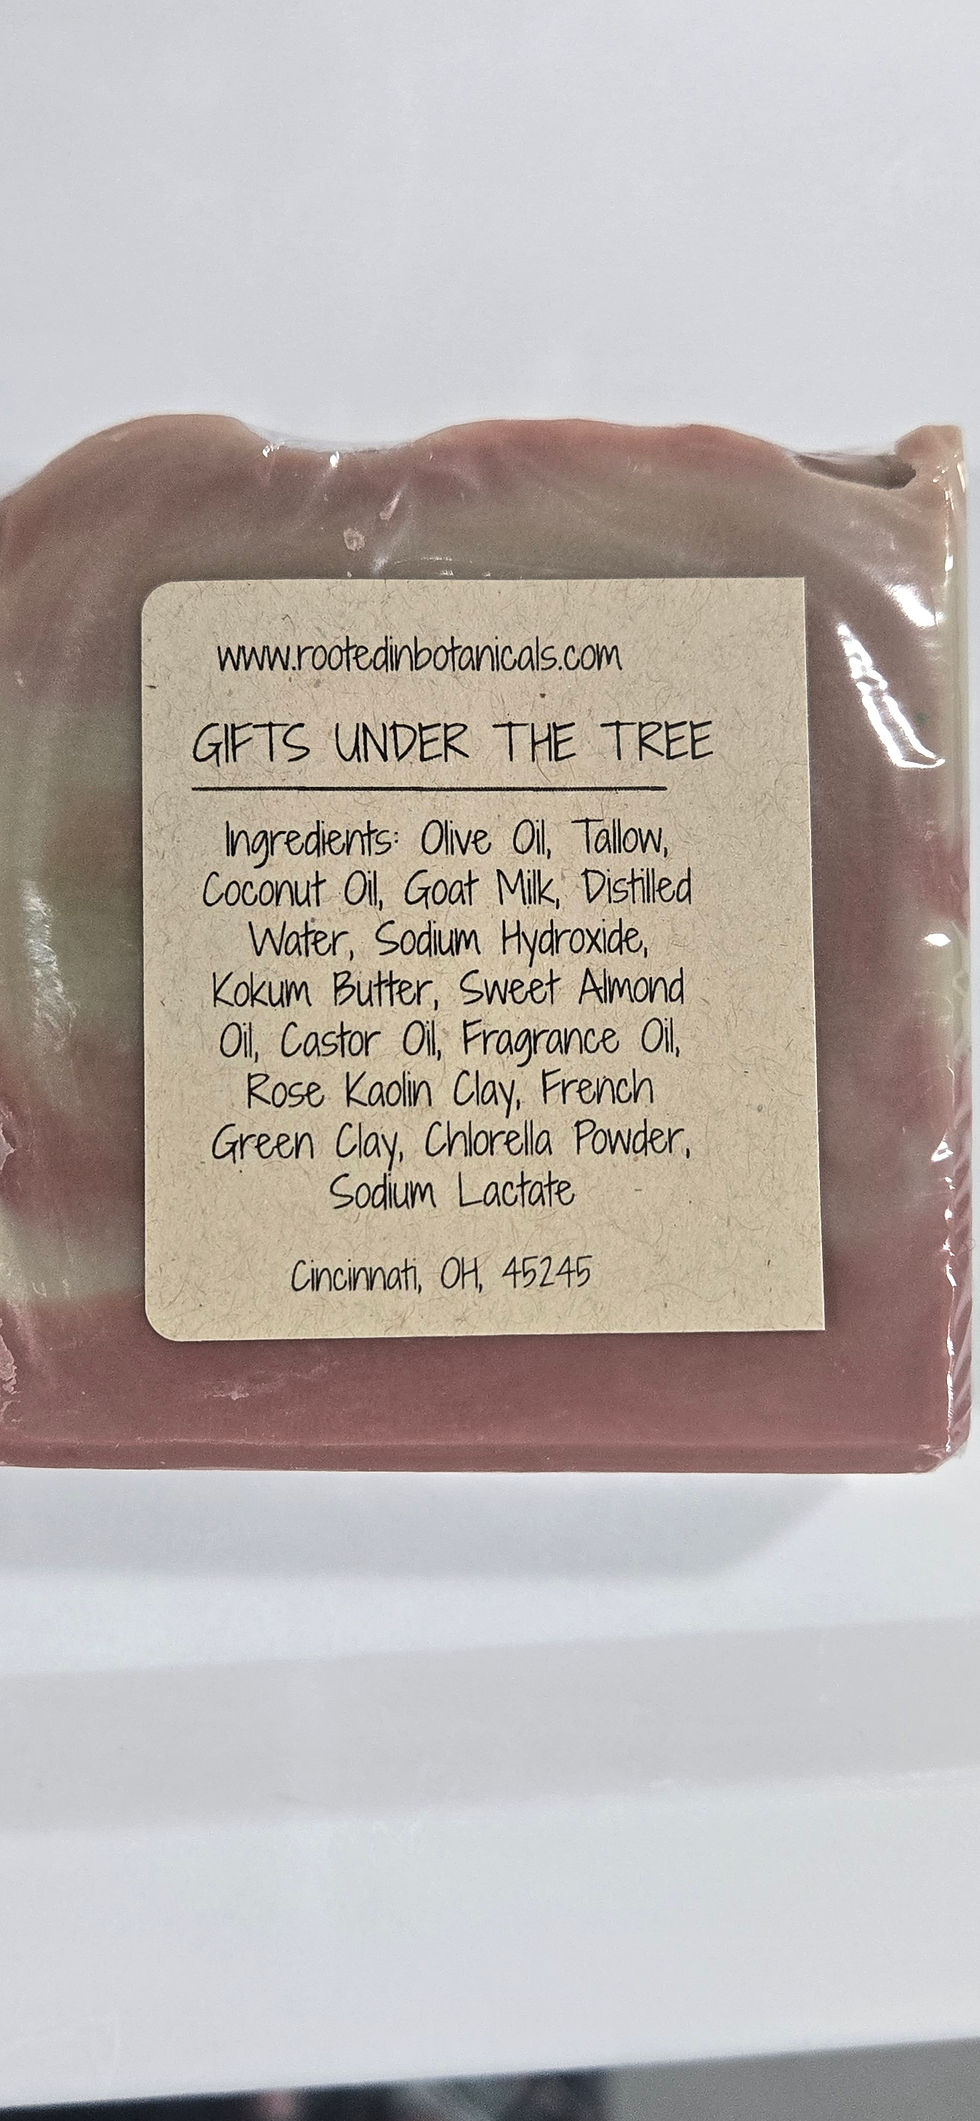 www.rootedinbotanicals.com
GIFTS UNDER THE TREE
Ingredients: Olive Oil, Tallow,
Coconut Oil, Goat Milk, Distilled
Water, Sodium Hydroxide,
Kokum Butter, Sweet Almond
Oil, Castor Oil, Fragrance Oil,
Rose Kaolin Clay, French
Green Clay, Chlorella Powder,
Sodium Lactate
Cincinnati, OH, 45245